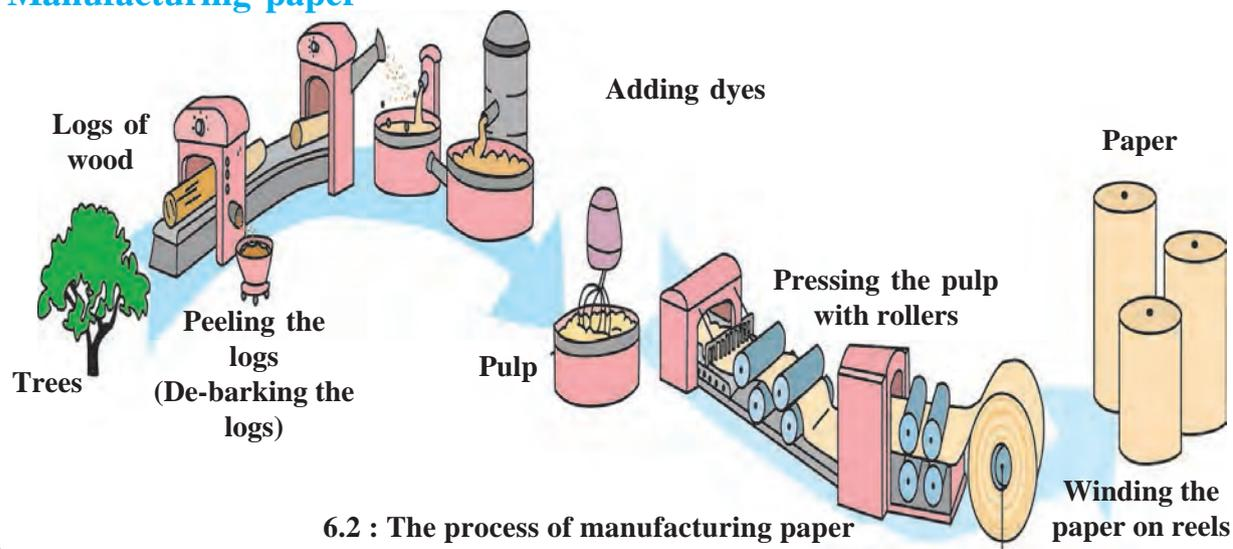 Manufacturing paper
Logs of
wood
Adding dyes
Paper
Trees
Peeling the
logs
(De-barking the
logs)
Pulp
Pressing the pulp
with rollers
Winding the
paper on reels
6.2 : The process of manufacturing paper